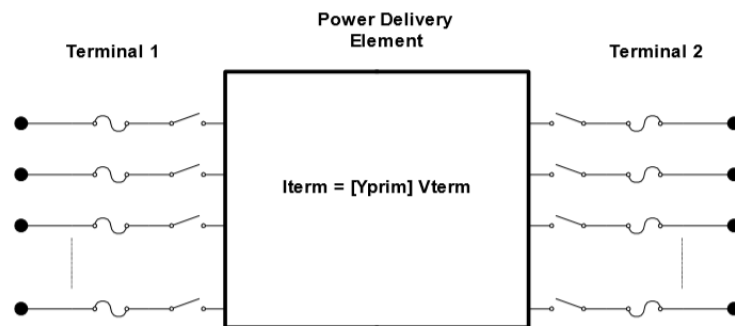 Power Delivery
Element
Terminal 1
Terminal 2
Iterm = [Yprim] Vterm